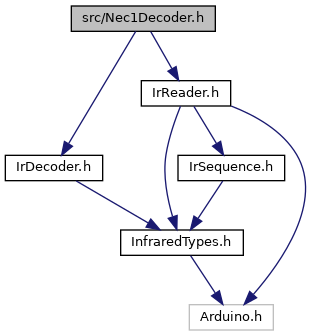 src/Nec1Decoder.h
IrReader.h
IrDecoder.h
IrSequence.h
InfraredTypes.h
Arduino.h